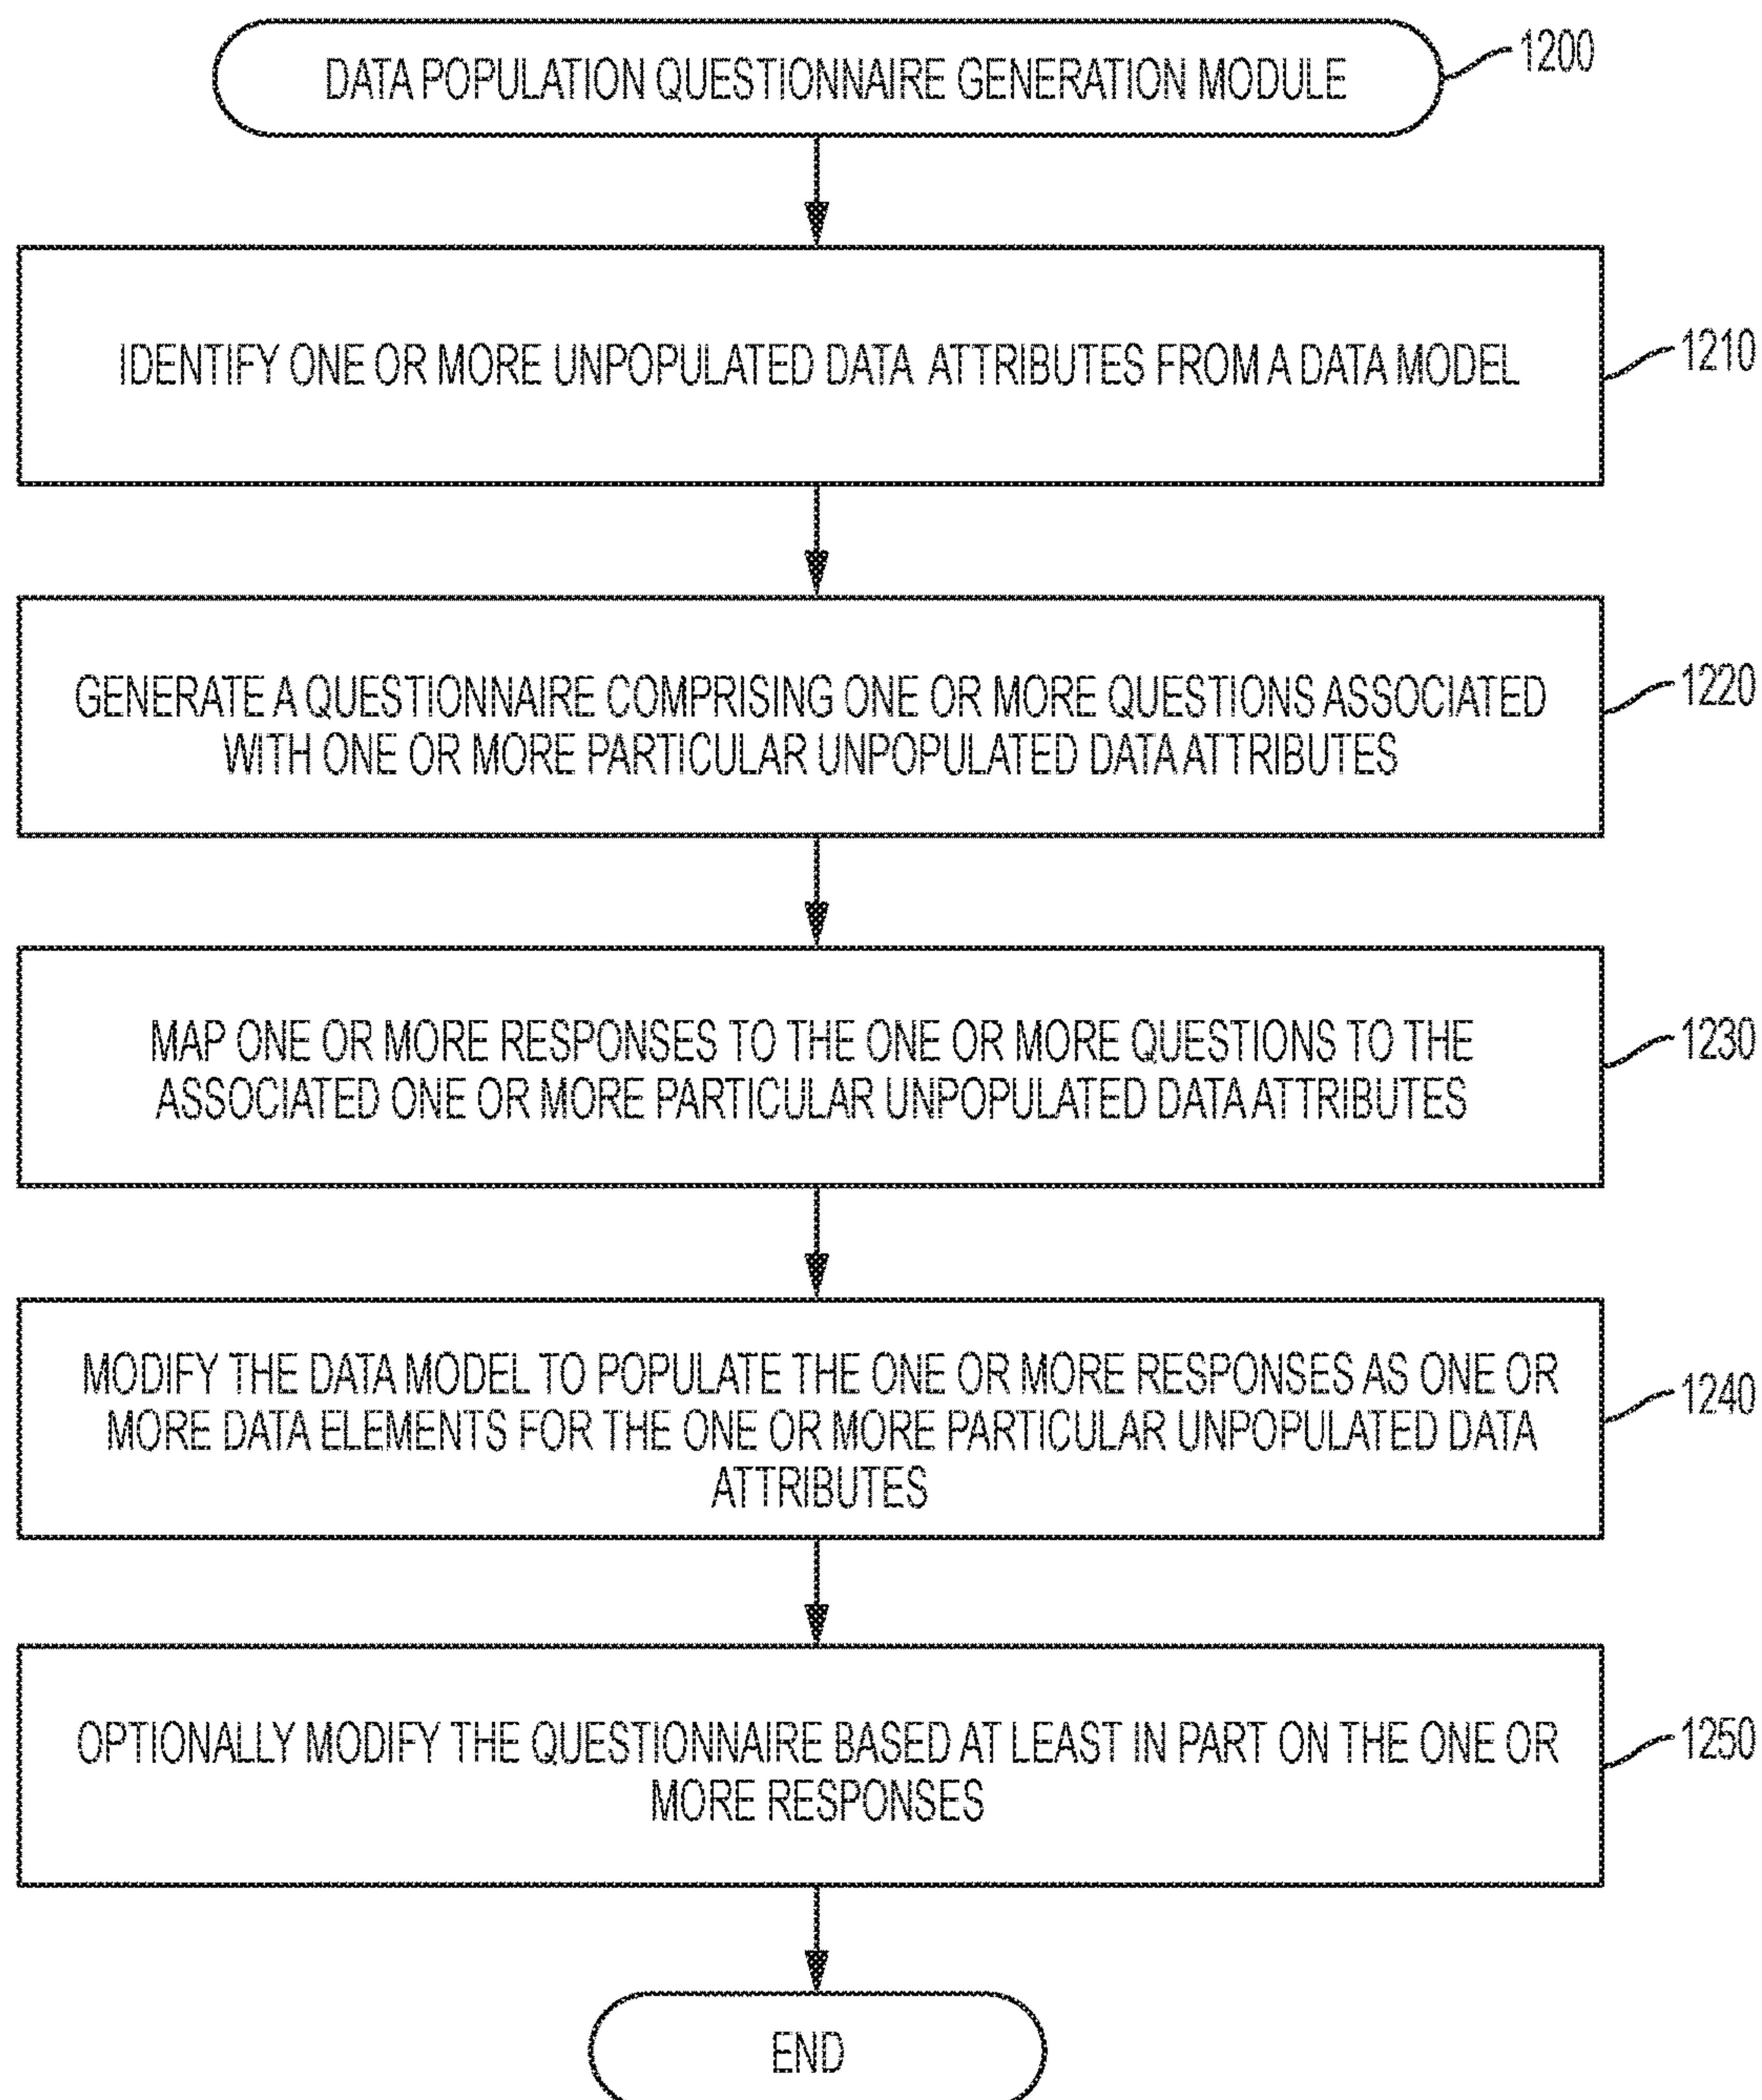 DATA POPULATION QUESTIONNAIRE GENERATION MODULE
1200
IDENTIFY ONE OR MORE UNPOPULATED DATA ATTRIBUTES FROM A DATA MODEL
1210
GENERATE A QUESTIONNAIRE COMPRISING ONE OR MORE QUESTIONS ASSOCIATED
WITH ONE OR MORE PARTICULAR UNPOPULATED DATA ATTRIBUTES
1220
MAP ONE OR MORE RESPONSES TO THE ONE OR MORE QUESTIONS TO THE
ASSOCIATED ONE OR MORE PARTICULAR UNPOPULATED DATA ATTRIBUTES
1230
MODIFY THE DATA MODEL TO POPULATE THE ONE OR MORE RESPONSES AS ONE OR
MORE DATA ELEMENTS FOR THE ONE OR MORE PARTICULAR UNPOPULATED DATA
ATTRIBUTES
1240
OPTIONALLY MODIFY THE QUESTIONNAIRE BASED AT LEAST IN PART ON THE ONE OR
MORE RESPONSES
1250
END